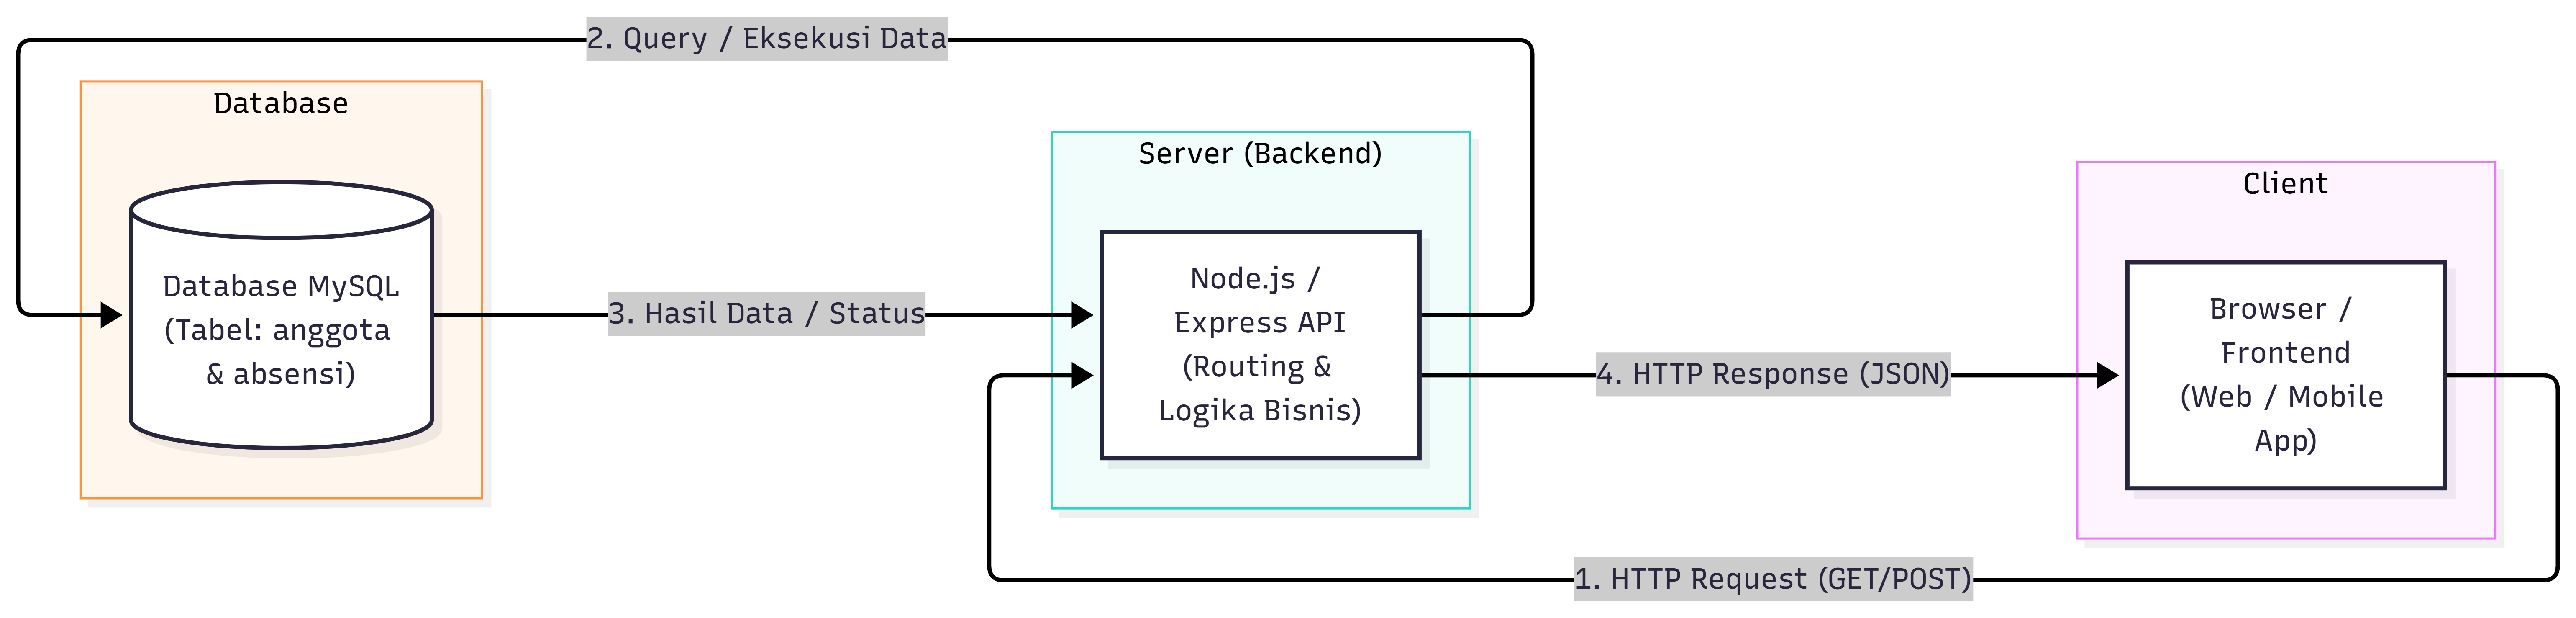 2. Query / Eksekusi Data
Database
Database MySQL
(Tabel: anggota
& absensi)
3. Hasil Data / Status
Server (Backend)
Node.js /
Express API
(Routing &
Logika Bisnis)
4. HTTP Response (JSON)
Client
Browser /
Frontend
(Web / Mobile
App)
1. HTTP Request (GET/POST)